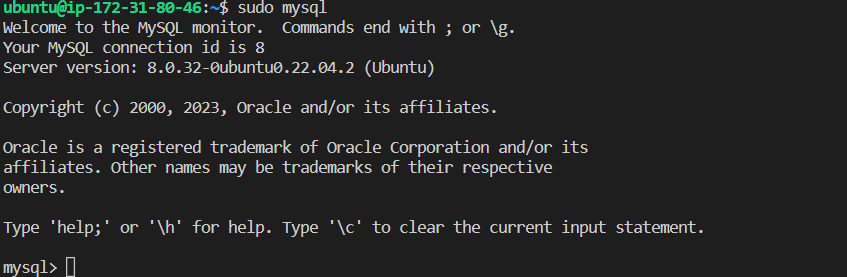 ubuntu@ip-172-31-80-46:~$ sudo mysql
Welcome to the MySQL monitor.  Commands end with ; or \g.
Your MySQL connection id is 8
Server version: 8.0.32-0ubuntu0.22.04.2 (Ubuntu)
Copyright (c) 2000, 2023, Oracle and/or its affiliates.
Oracle is a registered trademark of Oracle Corporation and/or its
affiliates. Other names may be trademarks of their respective
owners.
Type 'help;' or '\h' for help. Type '\c' to clear the current input statement.
mysql>